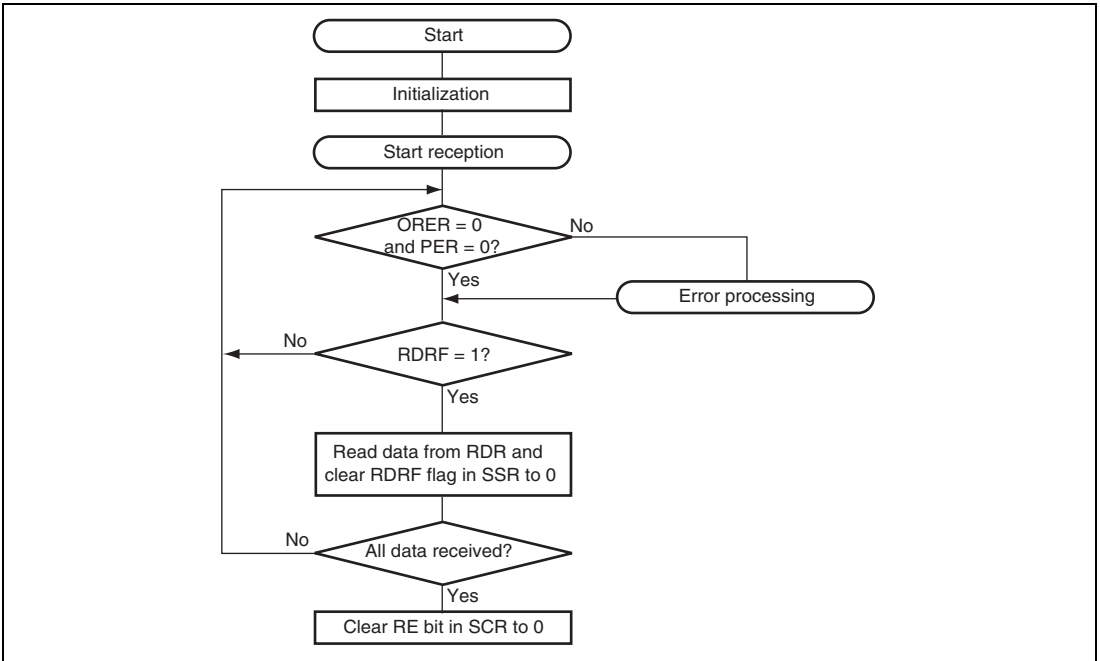 Start
Initialization
Start reception
ORER = 0
and PER = 0?
No
Yes
Error processing
No
RDRF = 1?
Yes
Read data from RDR and
clear RDRF flag in SSR to 0
No
All data received?
Yes
Clear RE bit in SCR to 0